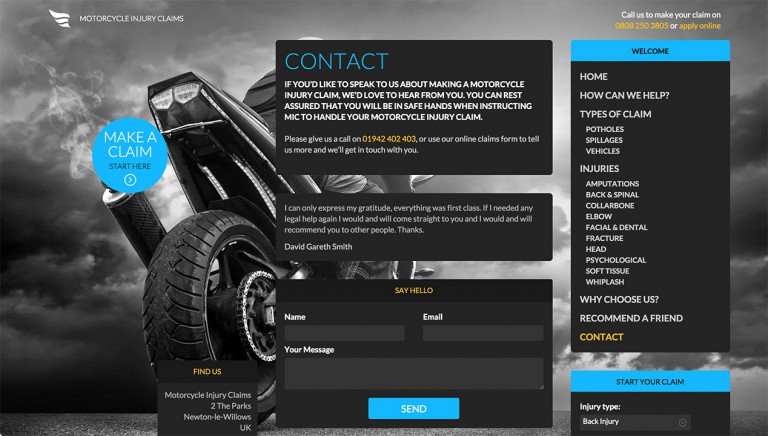 MOTORCYCLE INJURY CLAIMS
Call us to make your claim on
0808 250 3805 or apply online
MAKE A
CLAIM
START HERE
CONTACT
IF YOU'D LIKE TO SPEAK TO US ABOUT MAKING A MOTORCYCLE
INJURY CLAIM, WE'D LOVE TO HEAR FROM YOU. YOU CAN REST
ASSURED THAT YOU WILL BE IN SAFE HANDS WHEN INSTRUCTING
MIC TO HANDLE YOUR MOTORCYCLE INJURY CLAIM.
Please give us a call on 01942 402 403, or use our online claims form to tell
us more and we'll get in touch with you.
I can only express my gratitude, everything was first class. If I needed any
legal help again I would and will come straight to you and I would and will
recommend you to other people. Thanks.
David Gareth Smith
SAY HELLO
Name
Email
Your Message
SEND
FIND US
Motorcycle Injury Claims
2 The Parks
Newton-le-Willows
UK
WELCOME
HOME
HOW CAN WE HELP?
TYPES OF CLAIM
POTHOLES
SPILLAGES
VEHICLES
INJURIES
AMPUTATIONS
BACK & SPINAL
COLLARBONE
ELBOW
FACIAL & DENTAL
FRACTURE
HEAD
PSYCHOLOGICAL
SOFT TISSUE
WHIPLASH
WHY CHOOSE US?
RECOMMEND A FRIEND
CONTACT
START YOUR CLAIM
Injury type:
Back Injury